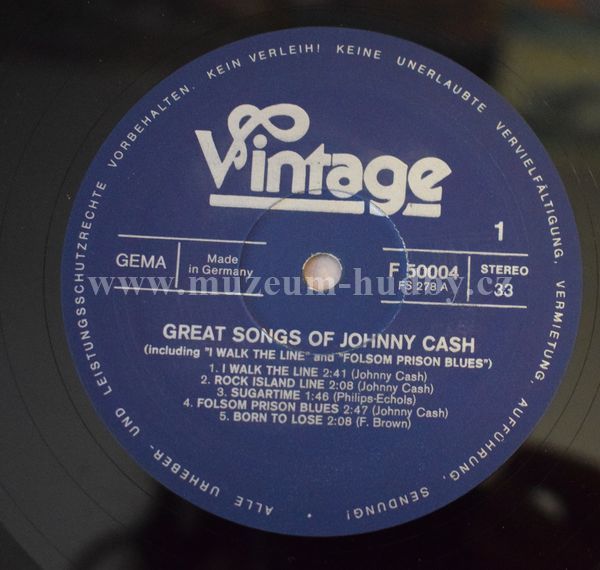 ALLE URHEBER- UND LEISTUNGSSCHUTZRECHTE VORBEHALTEN. KEIN VERLEIH! KEINE UNERLAUBTE VERVIELFÄLTIGUNG, VERMIETUNG, AUFFÜHRUNG, SENDUNG!
Vintage
1
GEMA
Made
in Germany
F 50004
FS 278 A
STEREO
33
www.muzeum-hudby.cz
GREAT SONGS OF JOHNNY CASH
(including "I WALK THE LINE" and "FOLSOM PRISON BLUES")
1. I WALK THE LINE 2:41 (Johnny Cash)
2. ROCK ISLAND LINE 2:08 (Johnny Cash)
3. SUGARTIME 1:46 (Philips-Echols)
4. FOLSOM PRISON BLUES 2:47 (Johnny Cash)
5. BORN TO LOSE 2:08 (F. Brown)